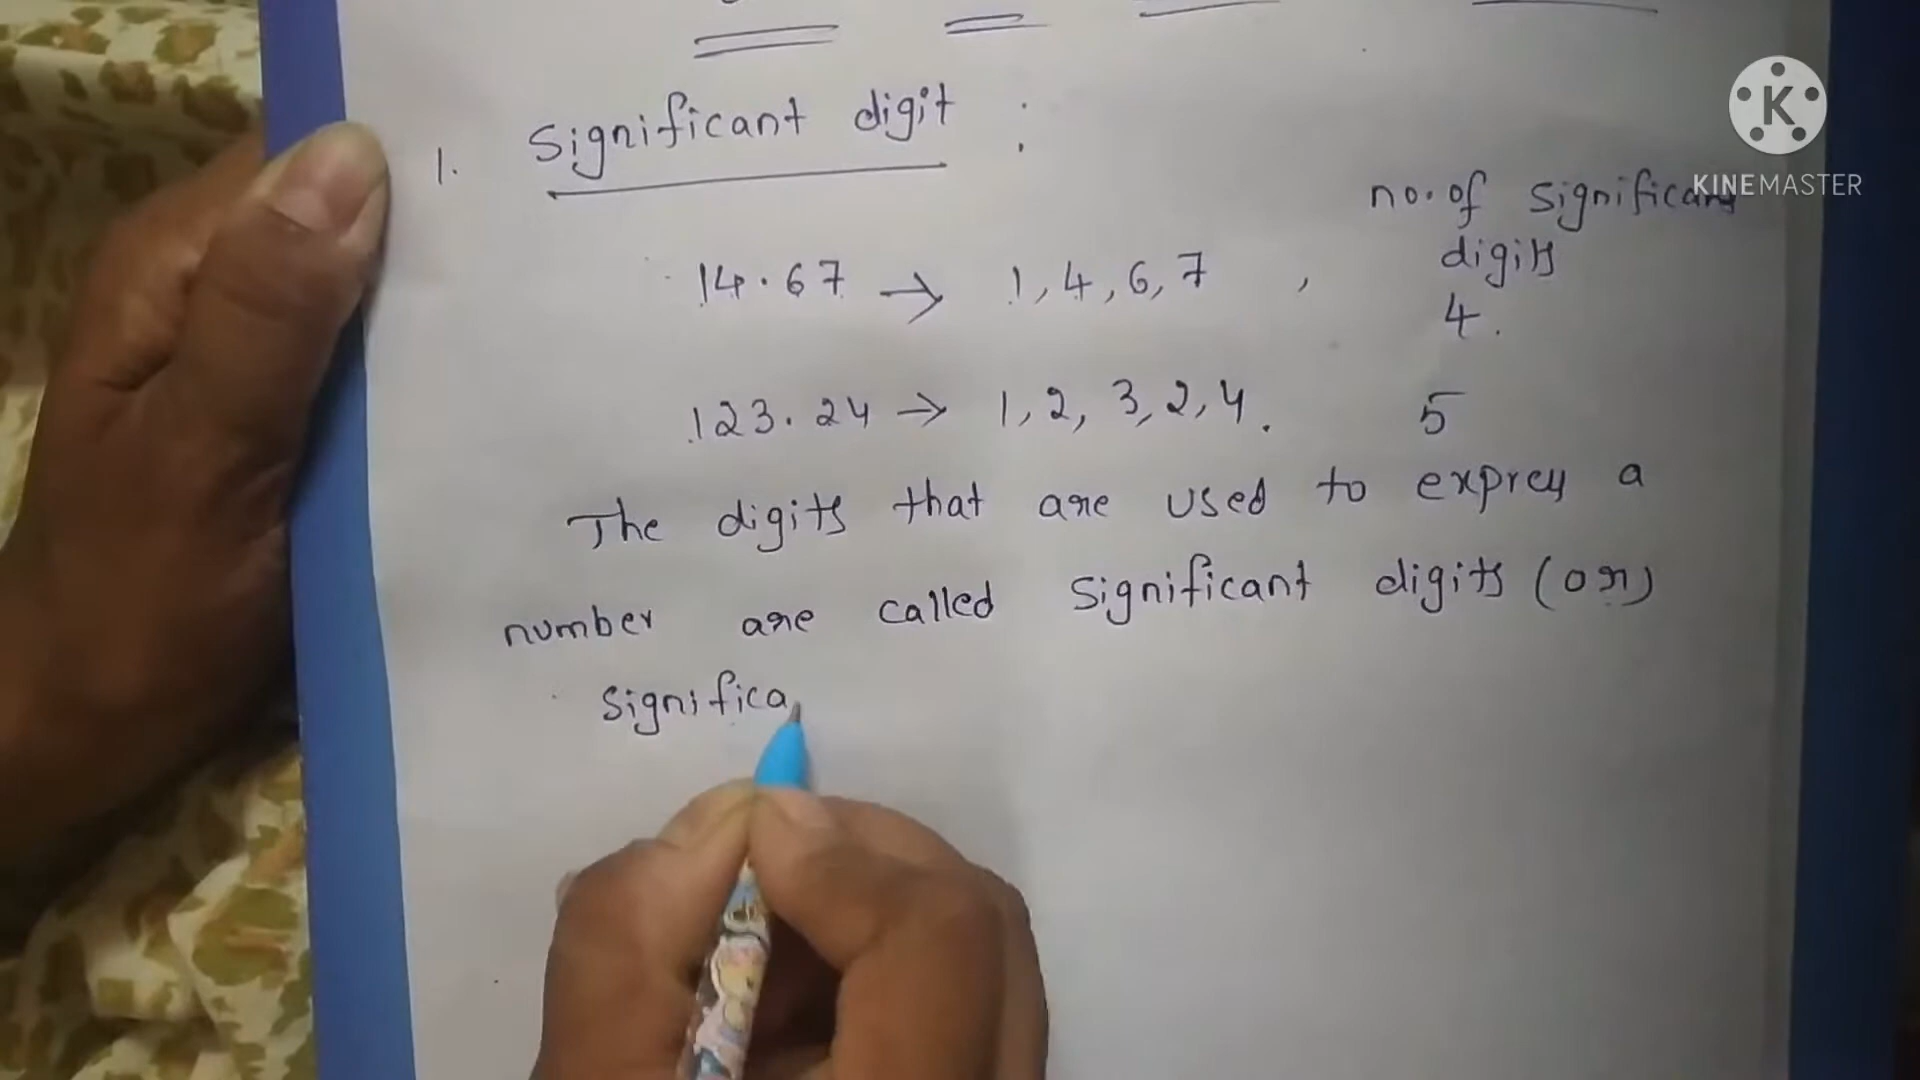 1. Significant digit :
no. of significant
digits
14.67 → 1, 4, 6, 7 , 4.
123.24 → 1, 2, 3, 2, 4. 5
The digits that are used to express a
number are called significant digits (or)
significa
K
KINEMASTER